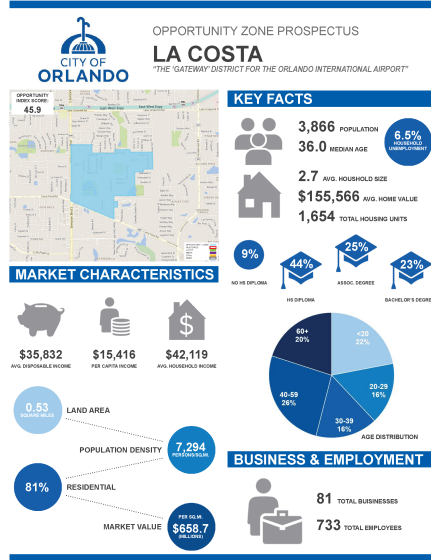 CITY OF
ORLANDO
OPPORTUNITY ZONE PROSPECTUS
LA COSTA
"THE 'GATEWAY' DISTRICT FOR THE ORLANDO INTERNATIONAL AIRPORT"
OPPORTUNITY
INDEX SCORE:
45.9
KEY FACTS
3,866 POPULATION
36.0 MEDIAN AGE
6.5%
HOUSEHOLD
UNEMPLOYMENT
2.7 AVG. HOUSHOLD SIZE
$155,566 AVG. HOME VALUE
1,654 TOTAL HOUSING UNITS
9%
NO HS DIPLOMA
44%
HS DIPLOMA
25%
ASSOC. DEGREE
23%
BACHELOR'S DEGRE
MARKET CHARACTERISTICS
$35,832
AVG. DISPOSABLE INCOME
$15,416
PER CAPITA INCOME
$42,119
AVG. HOUSEHOLD INCOME
0.53
SQUARE MILES
LAND AREA
POPULATION DENSITY
7,294
PERSONS/SQ.MI.
81%
RESIDENTIAL
MARKET VALUE
PER SQ.MI.
$658.7
(MILLIONS)
60+
20%
<20
22%
20-29
16%
30-39
16%
40-59
26%
AGE DISTRIBUTION
BUSINESS & EMPLOYMENT
81 TOTAL BUISINESSES
733 TOTAL EMPLOYEES